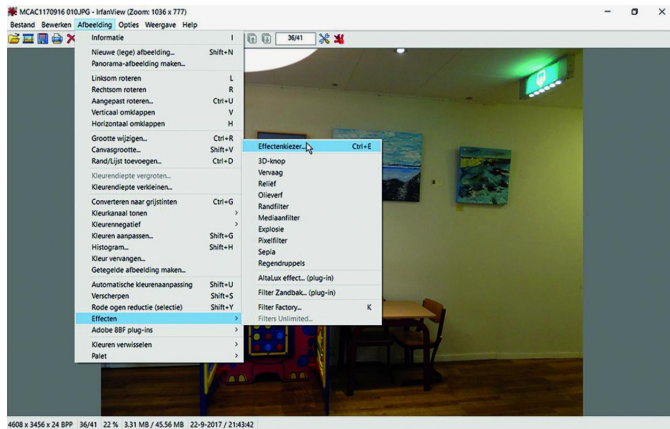 MCAC1170916 010.JPG - IrfanView (Zoom: 1036 x 777)
Bestand Bewerken Afbeelding Opties Weergave Help
36/41
Informatie I
Nieuwe (lege) afbeelding... Shift+N
Panorama-afbeelding maken...
Linksom roteren L
Rechtsom roteren R
Aangepast roteren... Ctrl+U
Verticaal omklappen V
Horizontaal omklappen H
Grootte wijzigen... Ctrl+R
Canvasgrootte... Shift+V
Rand/Lijst toevoegen... Ctrl+D
Kleurendiepte vergroten...
Kleurendiepte verkleinen...
Converteren naar grijstinten Ctrl+G
Kleurkanaal tonen >
Kleurennegatief >
Kleuren aanpassen... Shift+G
Histogram... Shift+H
Kleur vervangen...
Getegelde afbeelding maken...
Automatische kleurenaanpassing Shift+U
Verscherpen Shift+S
Rode ogen reductie (selectie) Shift+Y
Effecten >
Adobe 8BF plug-ins >
Kleuren verwisselen >
Palet >
Effectenkiezer... Ctrl+E
3D-knop
Vervaag
Reliëf
Olieverf
Randfilter
Mediaanfilter
Explosie
Pixelfilter
Sepia
Regendruppels
AltaLux effect... (plug-in)
Filter Zandbak... (plug-in)
Filter Factory... K
Filters Unlimited...
4608 x 3456 x 24 BPP 36/41 22 % 3.31 MB / 45.56 MB 22-9-2017 / 21:43:42